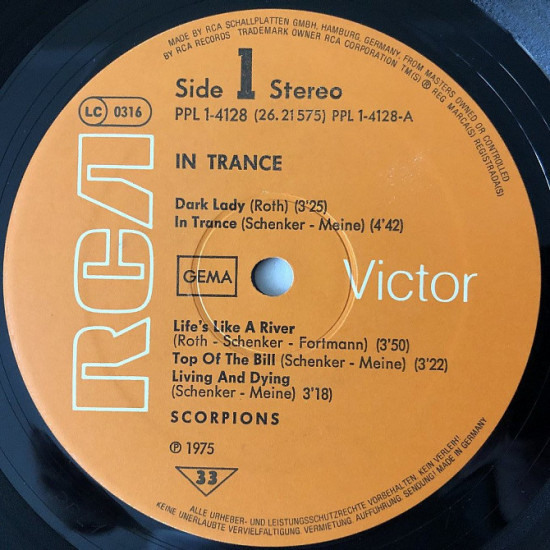 MADE BY RCA SCHALLPLATTEN GMBH, HAMBURG, GERMANY, FROM MASTERS OWNED OR CONTROLLED
BY RCA RECORDS TRADEMARK OWNER RCA CORPORATION TM(S) ® REG MARCA(S) REGISTRADA(S)
Side 1 Stereo
LC 0316
PPL 1-4128 (26.21575) PPL 1-4128-A
IN TRANCE
Dark Lady (Roth) (3'25)
In Trance (Schenker - Meine) (4'42)
RCA
GEMA
Victor
Life's Like A River
(Roth - Schenker - Fortmann) (3'50)
Top Of The Bill (Schenker - Meine) (3'22)
Living And Dying
(Schenker - Meine) 3'18)
SCORPIONS
℗ 1975
33
ALLE URHEBER- UND LEISTUNGSSCHUTZRECHTE VORBEHALTEN. KEIN VERLEIH!
KEINE UNERLAUBTE VERVIELFÄLTIGUNG, VERMIETUNG, AUFFÜHRUNG, SENDUNG! MADE IN GERMANY